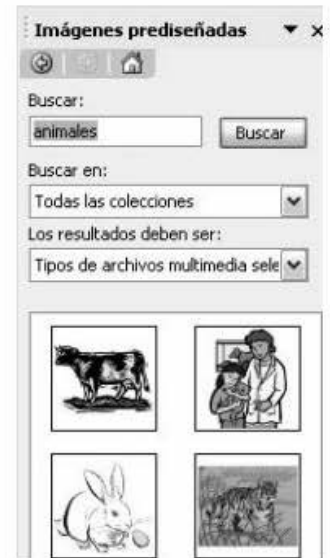 Imágenes prediseñadas
Buscar:
animales
Buscar
Buscar en:
Todas las colecciones
Los resultados deben ser:
Tipos de archivos multimedia sele